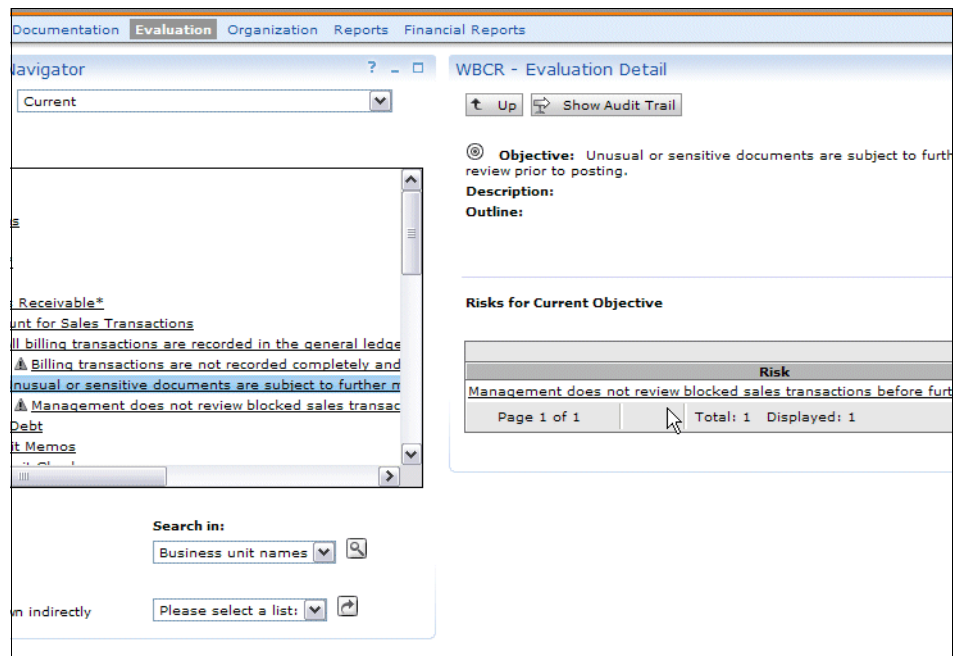 Documentation Evaluation Organization Reports Financial Reports
Navigator ?
Current
s
s Receivable*
unt for Sales Transactions
ll billing transactions are recorded in the general ledge
Billing transactions are not recorded completely and
nusual or sensitive documents are subject to further m
Management does not review blocked sales transac
Debt
it Memos
Search in:
Business unit names
wn indirectly
Please select a list:
WBCR - Evaluation Detail
Up Show Audit Trail
Objective: Unusual or sensitive documents are subject to furth
review prior to posting.
Description:
Outline:
Risks for Current Objective
Risk
Management does not review blocked sales transactions before furt
Page 1 of 1 Total: 1 Displayed: 1